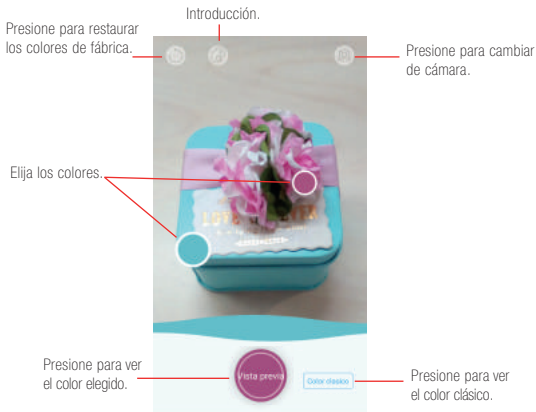 Introducción.
Presione para restaurar
los colores de fábrica.
Presione para cambiar
de cámara.
Elija los colores.
Vista previa
Color clasico
Presione para ver
el color elegido.
Presione para ver
el color clásico.